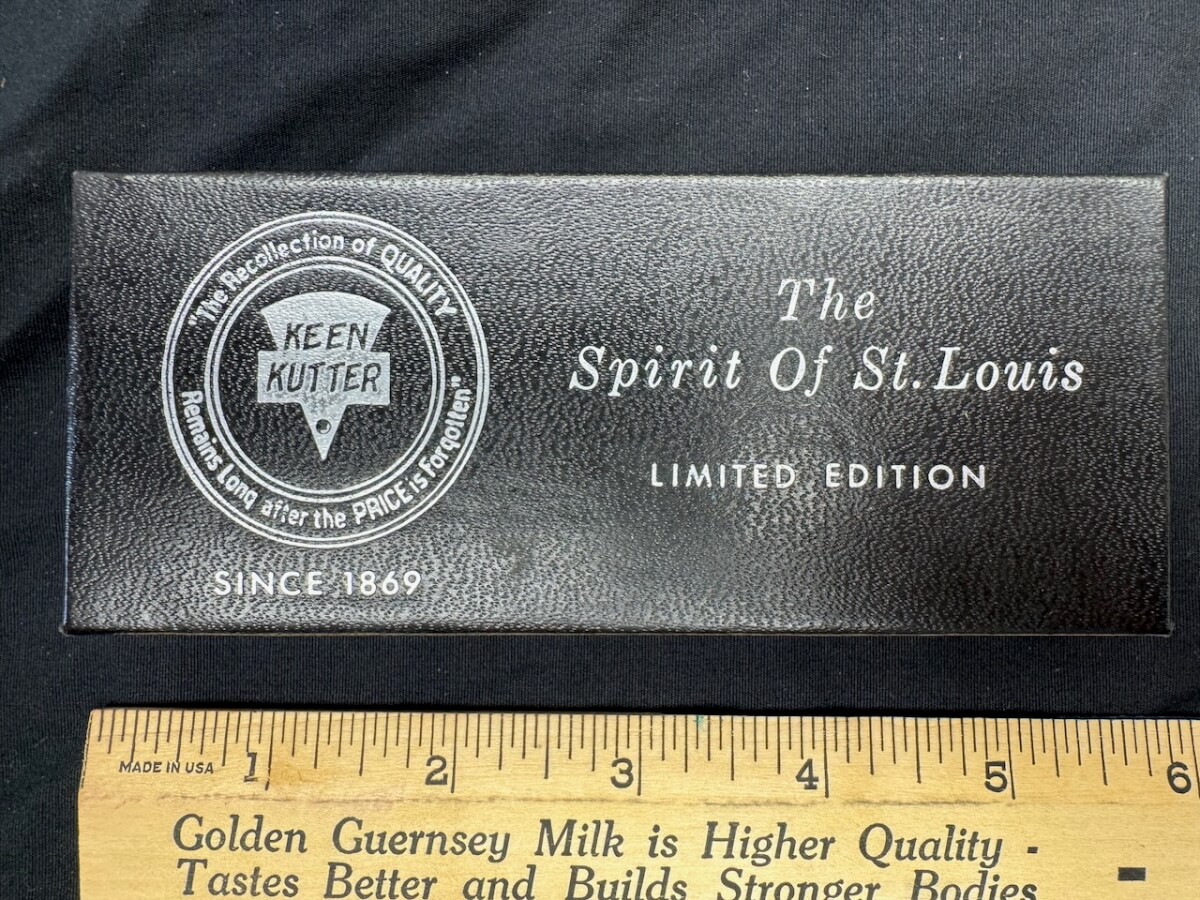 "The Recollection of QUALITY
KEEN
KUTTER
Remains Long after the PRICE is Forgotten"
SINCE 1869
The
Spirit Of St. Louis
LIMITED EDITION
1 2 3 4 5 6
MADE IN USA
Golden Guernsey Milk is Higher Quality -
Tastes Better and Builds Stronger Bodies